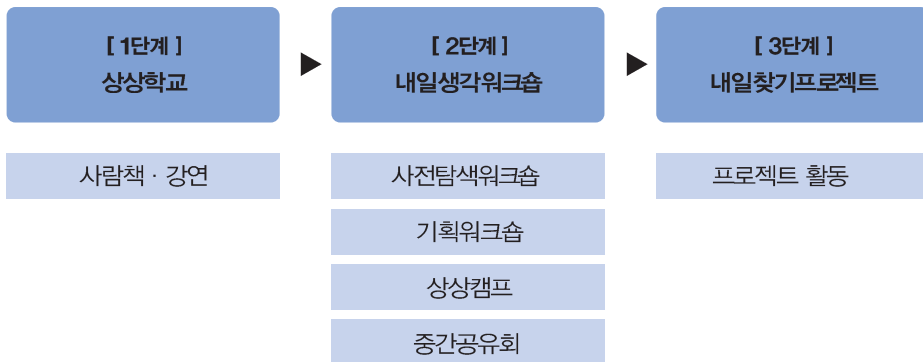 [ 1단계 ]
상상학교
▶
[ 2단계 ]
내일생각워크숍
▶
[ 3단계 ]
내일찾기프로젝트
사람책 · 강연
사전탐색워크숍
기획워크숍
상상캠프
중간공유회
프로젝트 활동